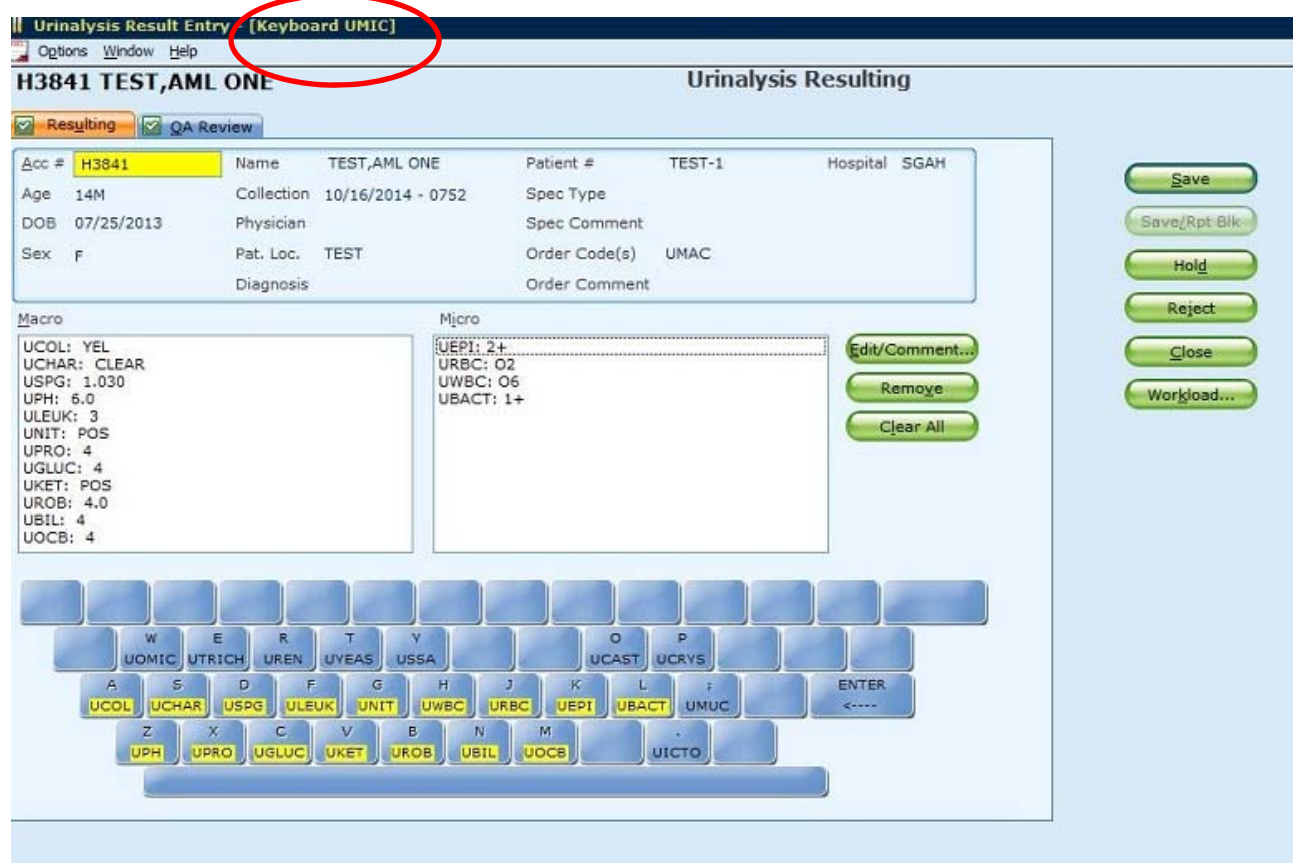 Urinalysis Result Entry - [Keyboard UMIC]
Options Window Help
H3841 TEST,AML ONE
Urinalysis Resulting
Resulting QA Review
Acc # H3841 Name TEST,AML ONE Patient # TEST-1 Hospital SGAH
Age 14M Collection 10/16/2014 - 0752 Spec Type
DOB 07/25/2013 Physician Spec Comment
Sex F Pat. Loc. TEST Order Code(s) UMAC
Diagnosis Order Comment
Save
Save/Rpt Blk
Hold
Reject
Close
Workload...
Macro
UCOL: YEL
UCHAR: CLEAR
USPG: 1.030
UPH: 6.0
ULEUK: 3
UNIT: POS
UPRO: 4
UGLUC: 4
UKET: POS
UROB: 4.0
UBIL: 4
UOCB: 4
Micro
UEPI: 2+
URBC: O2
UWBC: O6
UBACT: 1+
Edit/Comment...
Remove
Clear All
W E R T Y O P
UOMIC UTRICH UREN UYEAS USSA UCAST UCRYS
A S D F G H J K L ; ENTER
UCOL UCHAR USPG ULEUK UNIT UWBC URBC UEPI UBACT UMUC <----
Z X C V B N M .
UPH UPRO UGLUC UKET UROB UBIL UOCB UICTO